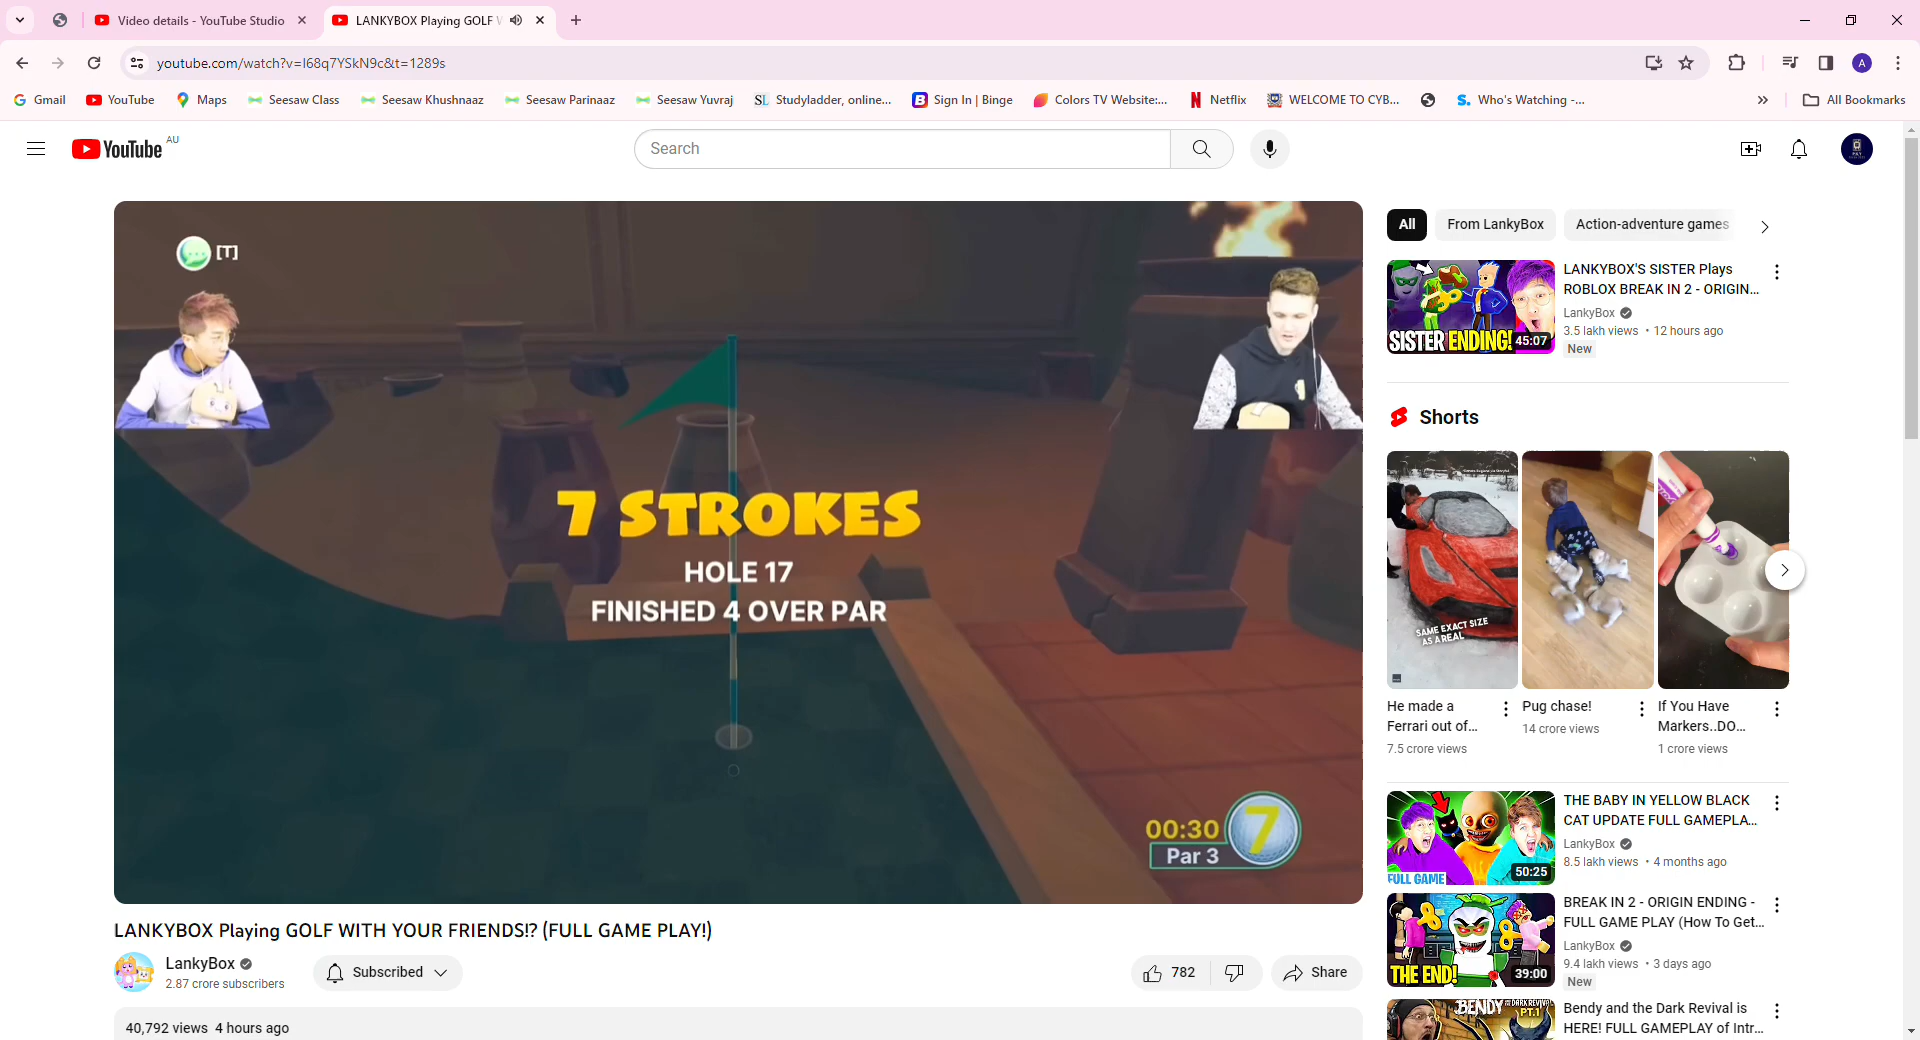 Video details - YouTube Studio
LANKYBOX Playing GOLF W
youtube.com/watch?v=I68q7YSkN9c&t=1289s
A
Gmail
YouTube
Maps
Seesaw Class
Seesaw Khushnaaz
Seesaw Parinaaz
Seesaw Yuvraj
SL Studyladder, online...
B Sign In | Binge
Colors TV Website:...
N Netflix
WELCOME TO CYB...
S. Who's Watching -...
All Bookmarks
YouTube AU
Search
[T]
7 STROKES
HOLE 17
FINISHED 4 OVER PAR
00:30 7
Par 3
LANKYBOX Playing GOLF WITH YOUR FRIENDS!? (FULL GAME PLAY!)
LankyBox
2.87 crore subscribers
Subscribed
782
Share
40,792 views 4 hours ago
All
From LankyBox
Action-adventure games
SISTER ENDING!
45:07
LANKYBOX'S SISTER Plays
ROBLOX BREAK IN 2 - ORIGIN...
LankyBox
3.5 lakh views • 12 hours ago
New
Shorts
SAME EXACT SIZE
AS A REAL
He made a
Ferrari out of...
7.5 crore views
Pug chase!
14 crore views
If You Have
Markers..DO...
1 crore views
FULL GAME
50:25
THE BABY IN YELLOW BLACK
CAT UPDATE FULL GAMEPLA...
LankyBox
8.5 lakh views • 4 months ago
THE END!
39:00
BREAK IN 2 - ORIGIN ENDING -
FULL GAME PLAY (How To Get...
LankyBox
9.4 lakh views • 3 days ago
New
BENDY AND THE DARK REVIVAL
PT.1
Bendy and the Dark Revival is
HERE! FULL GAMEPLAY of Intr...